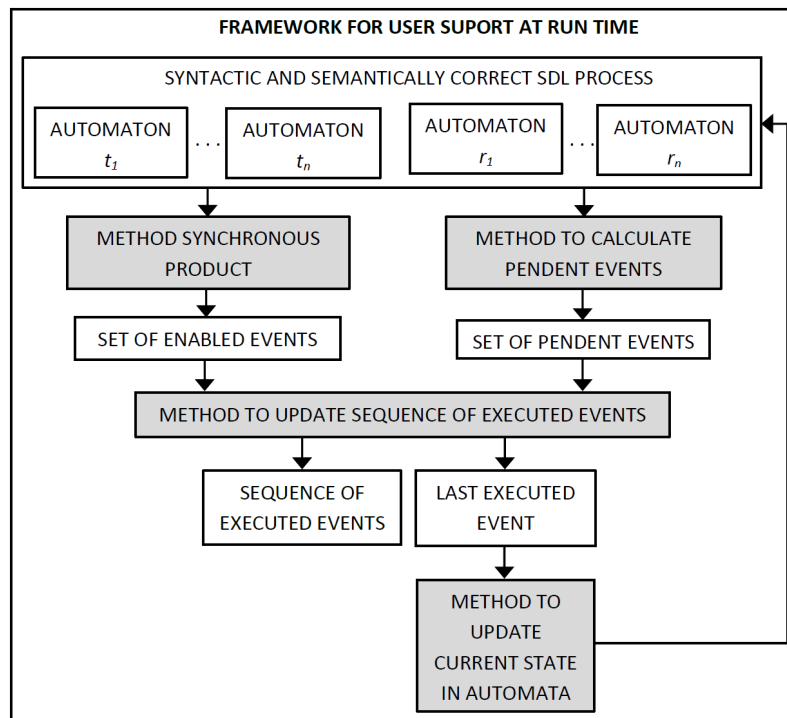 FRAMEWORK FOR USER SUPORT AT RUN TIME
SYNTACTIC AND SEMANTICALLY CORRECT SDL PROCESS
AUTOMATON
t1
...
AUTOMATON
tn
AUTOMATON
r1
...
AUTOMATON
rn
METHOD SYNCHRONOUS
PRODUCT
METHOD TO CALCULATE
PENDENT EVENTS
SET OF ENABLED EVENTS
SET OF PENDENT EVENTS
METHOD TO UPDATE SEQUENCE OF EXECUTED EVENTS
SEQUENCE OF
EXECUTED EVENTS
LAST EXECUTED
EVENT
METHOD TO
UPDATE
CURRENT STATE
IN AUTOMATA